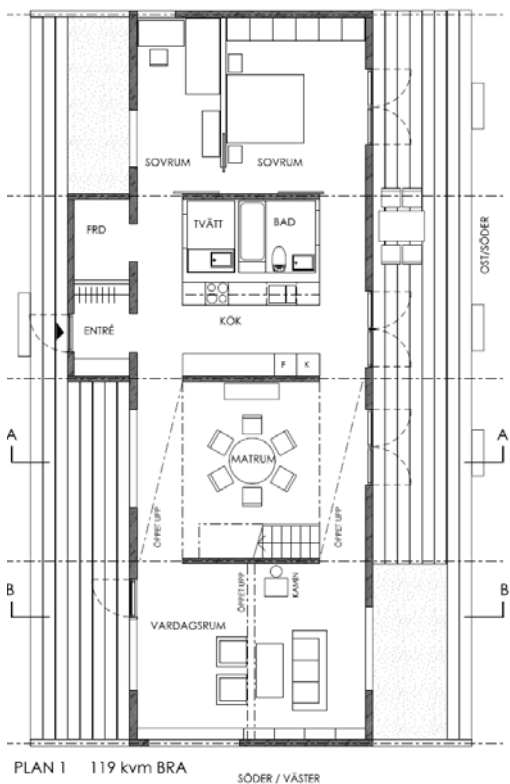 SOVRUM
SOVRUM
OST/SÖDER
FRD
TVÄTT
BAD
ENTRÉ
KÖK
F
K
A
A
MATRUM
ÖPPET UPP
ÖPPET UPP
B
B
ÖPPET UPP
KAMIN
VARDAGSRUM
PLAN 1 119 kvm BRA
SÖDER / VÄSTER